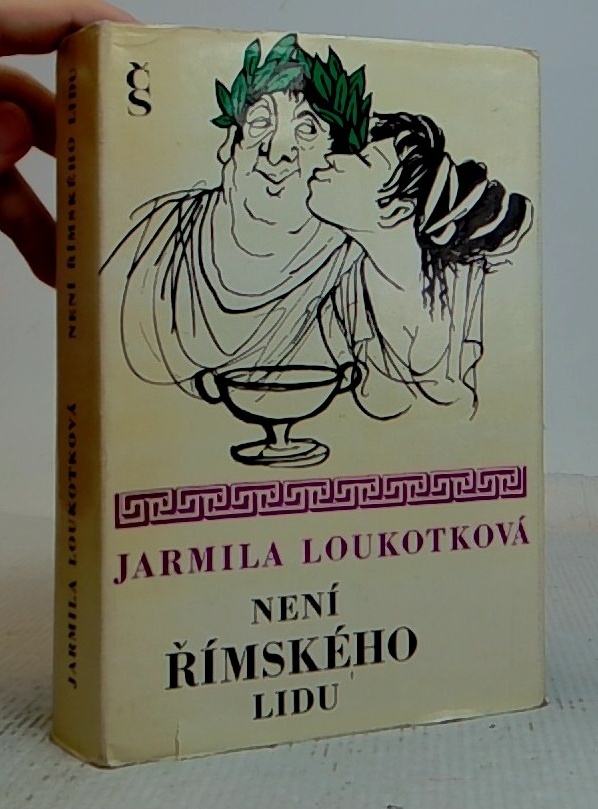 ČS
JARMILA LOUKOTKOVÁ
NENÍ
ŘÍMSKÉHO
LIDU
JARMILA LOUKOTKOVÁ NENÍ ŘÍMSKÉHO LIDU